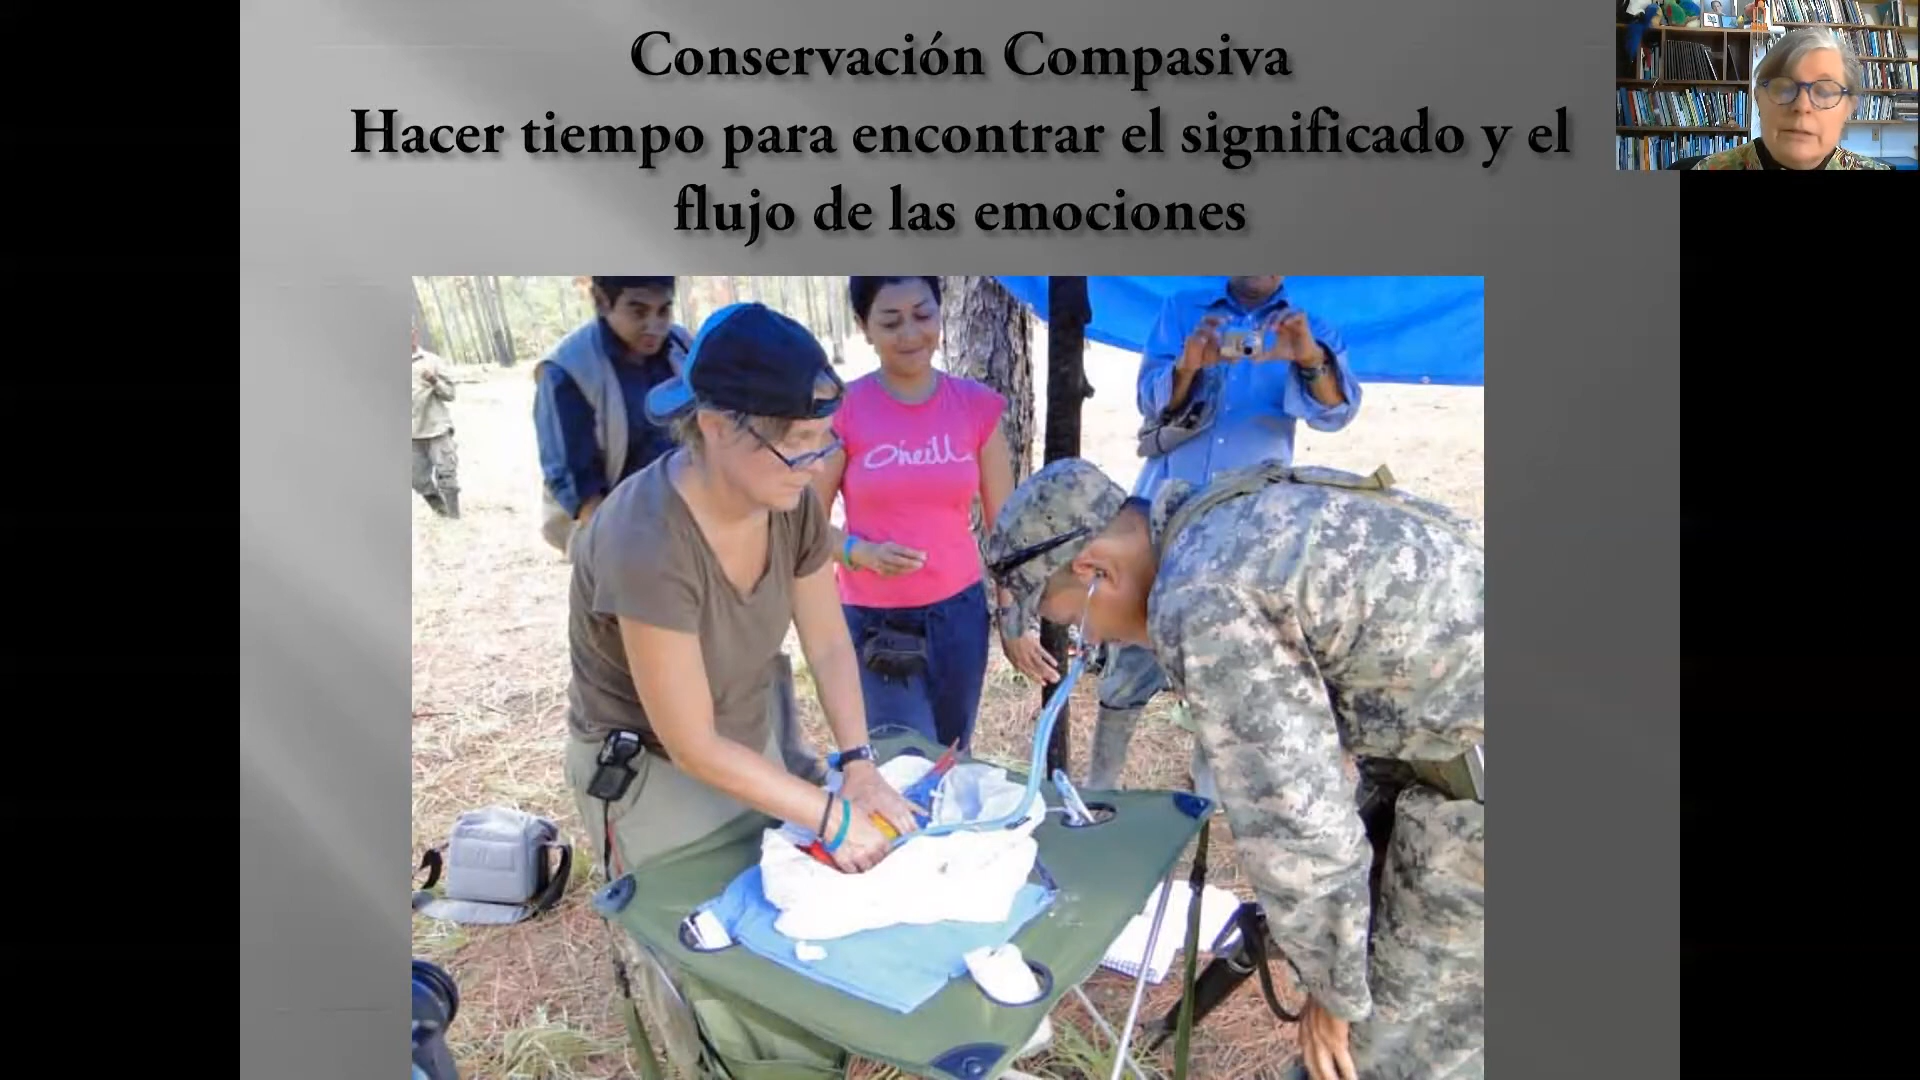 Conservación Compasiva
Hacer tiempo para encontrar el significado y el
flujo de las emociones
O'neill